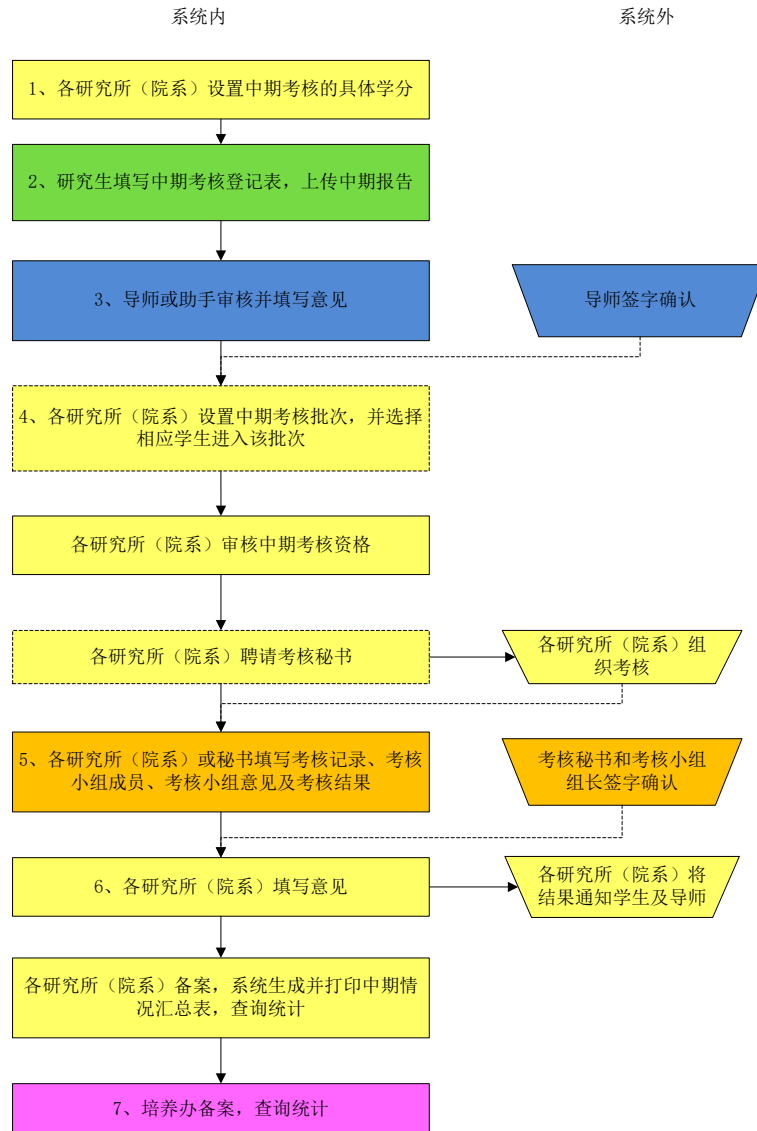 系统内
系统外
1、各研究所（院系）设置中期考核的具体学分
2、研究生填写中期考核登记表，上传中期报告
3、导师或助手审核并填写意见
导师签字确认
4、各研究所（院系）设置中期考核批次，并选择
相应学生进入该批次
各研究所（院系）审核中期考核资格
各研究所（院系）聘请考核秘书
各研究所（院系）组
织考核
5、各研究所（院系）或秘书填写考核记录、考核
小组成员、考核小组意见及考核结果
考核秘书和考核小组
组长签字确认
6、各研究所（院系）填写意见
各研究所（院系）将
结果通知学生及导师
各研究所（院系）备案，系统生成并打印中期情
况汇总表，查询统计
7、培养办备案，查询统计